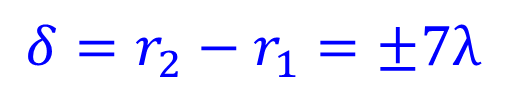 δ = r₂ − r₁ = ±7λ